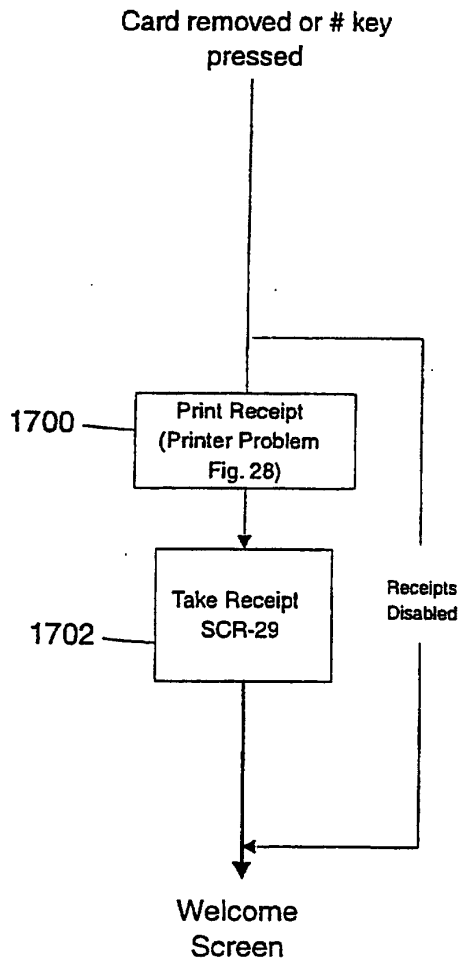 Card removed or # key
pressed
1700
Print Receipt
(Printer Problem
Fig. 28)
1702
Take Receipt
SCR-29
Receipts
Disabled
Welcome
Screen